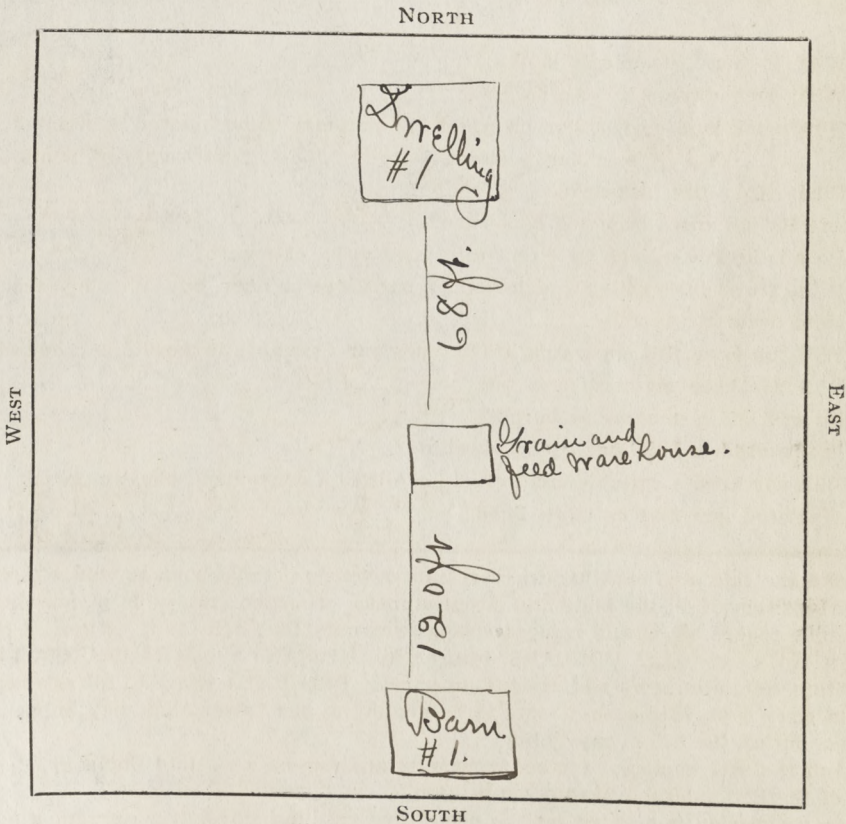 NORTH
Dwelling
#1
68 ft.
WEST
EAST
Grain and
feed Warehouse.
120 ft
Barn
#1.
SOUTH